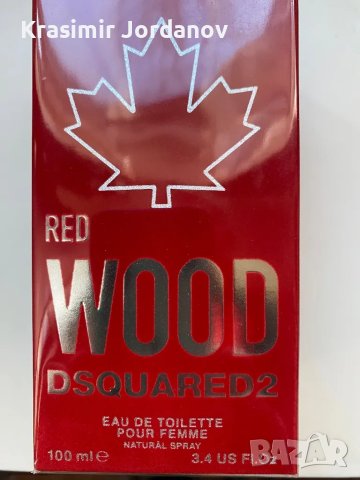 Krasimir Jordanov
RED
WOOD
DSQUARED2
EAU DE TOILETTE
POUR FEMME
NATURAL SPRAY
100 ml ℮ 3.4 US Fl.Oz
BAZAR